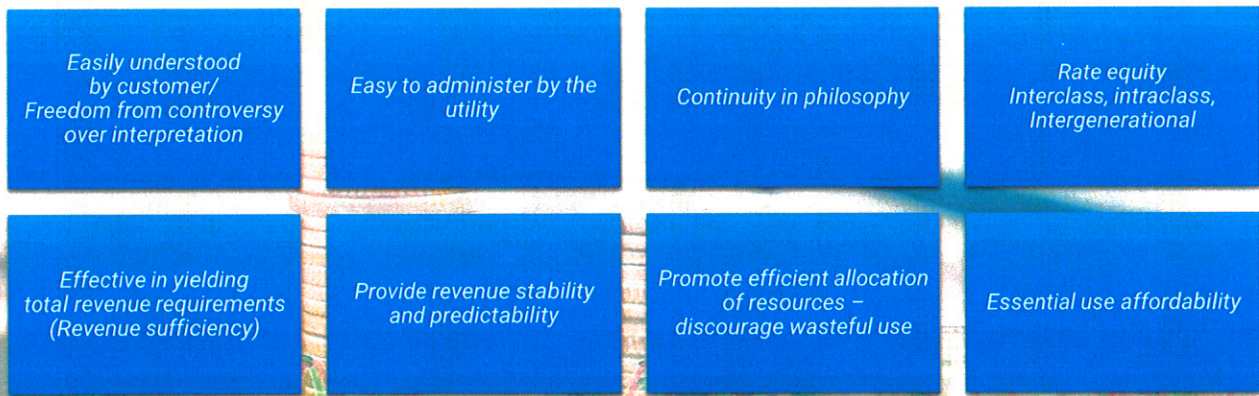 Easily understood
by customer/
Freedom from controversy
over interpretation
Easy to administer by the
utility
Continuity in philosophy
Rate equity
Interclass, intraclass,
Intergenerational
Effective in yielding
total revenue requirements
(Revenue sufficiency)
Provide revenue stability
and predictability
Promote efficient allocation
of resources –
discourage wasteful use
Essential use affordability